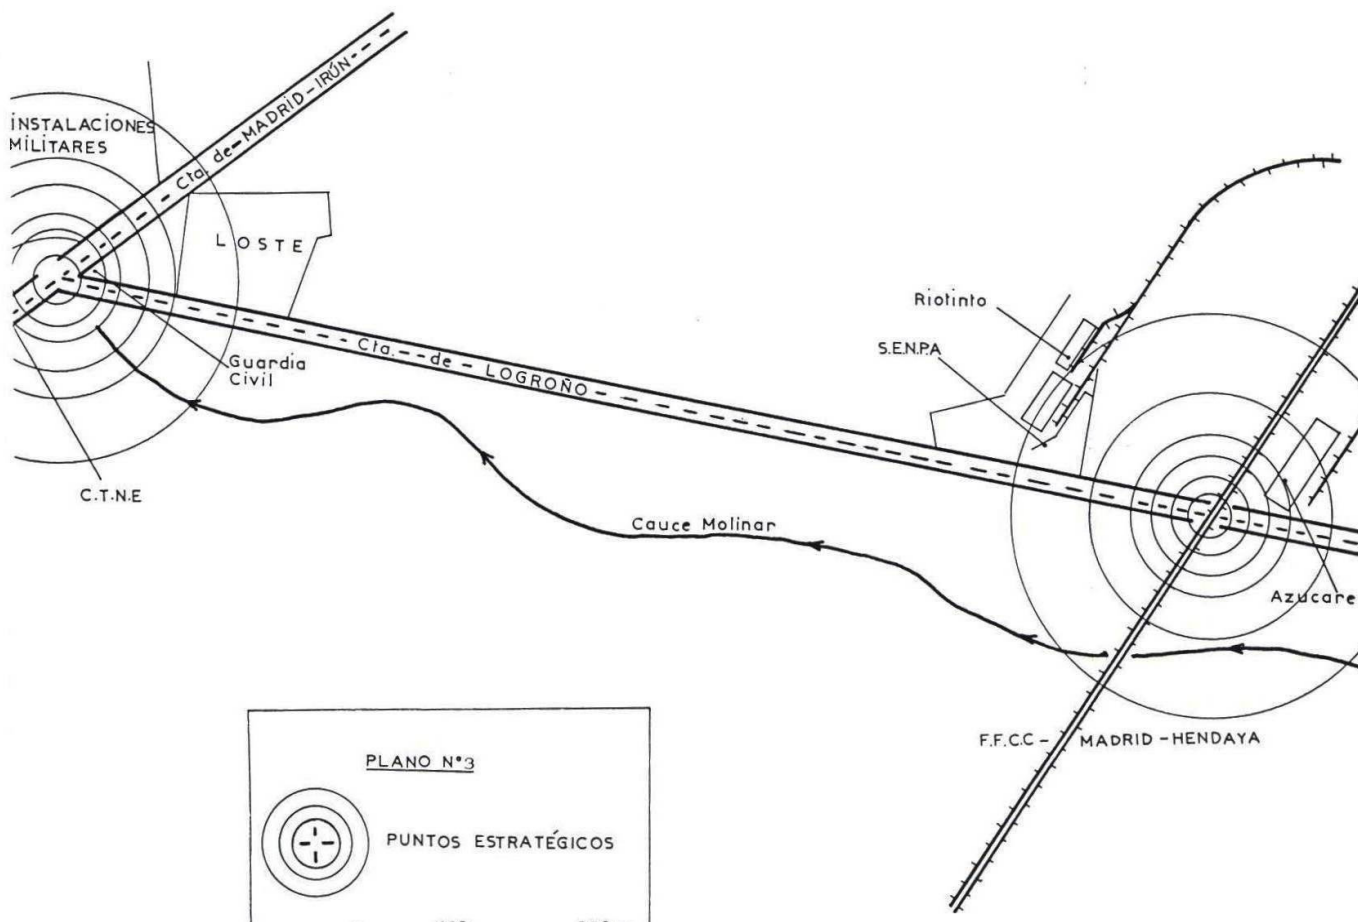 INSTALACIONES
MILITARES
Cta. de MADRID-IRÚN
LOSTE
Riotinto
S.E.N.P.A
Guardia
Civil
Cta. de - LOGROÑO
C.T.N.E
Cauce Molinar
Azucare
F.F.C.C - MADRID - HENDAYA
PLANO Nº3
PUNTOS ESTRATÉGICOS